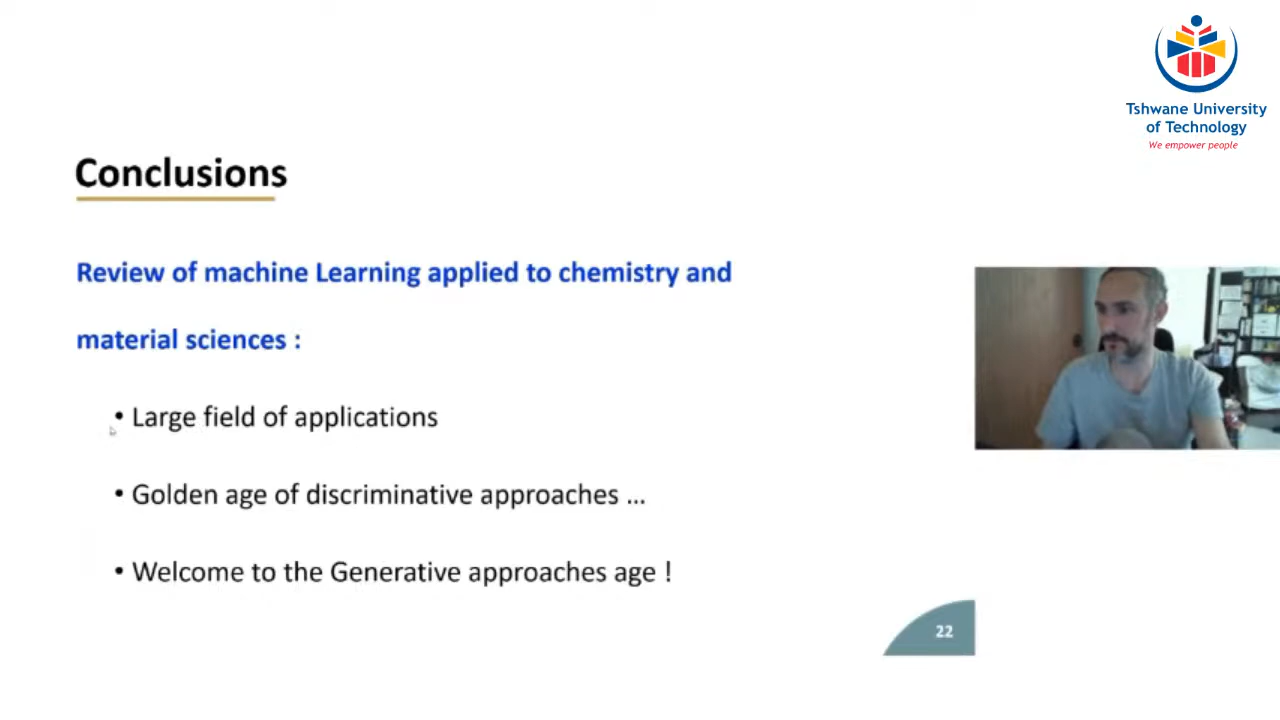 Tshwane University
of Technology
We empower people
Conclusions
Review of machine Learning applied to chemistry and
material sciences :
• Large field of applications
• Golden age of discriminative approaches ...
• Welcome to the Generative approaches age !
22